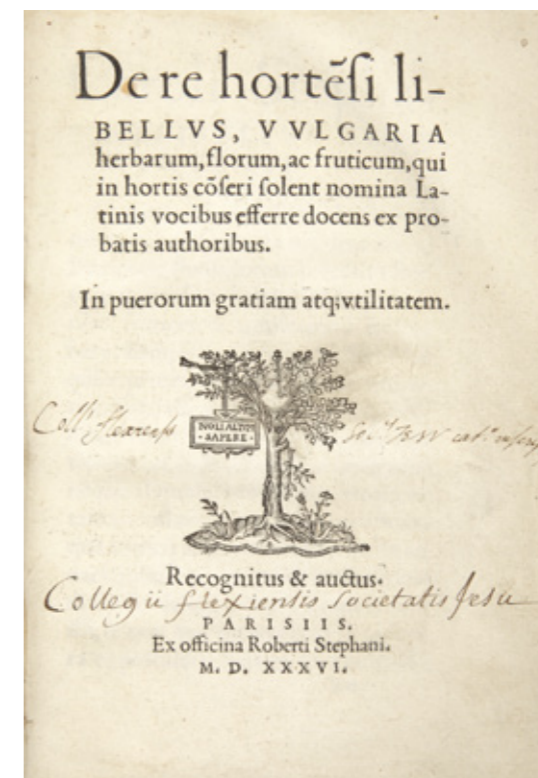 De re hortẽsi li-
BELLVS, VVLGARIA
herbarum, florum, ac fruticum, qui
in hortis cõseri solent nomina La-
tinis vocibus efferre docens ex pro-
batis authoribus.
In puerorum gratiam atq; vtilitatem.
NOLI ALTVM
SAPERE
Recognitus & auctus.
Collegii flexiensis societatis Jesu
PARISIIS.
Ex officina Roberti Stephani.
M. D. XXXVI.